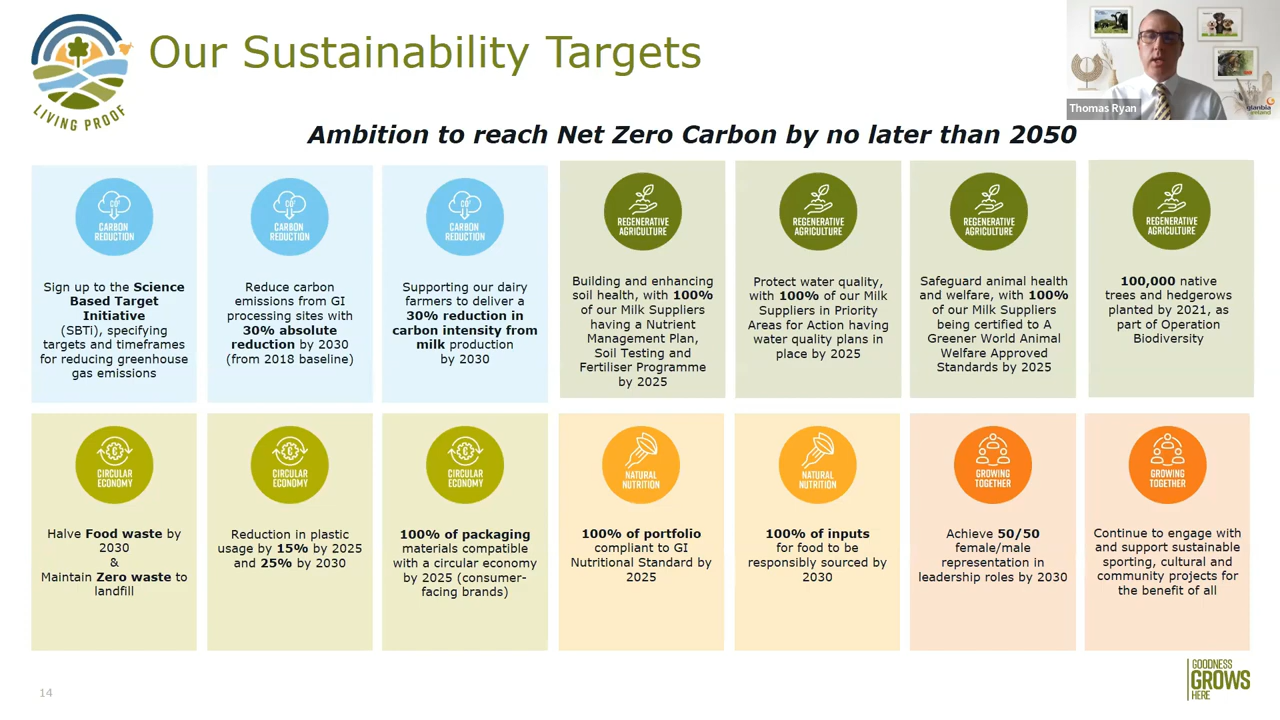 Our Sustainability Targets
LIVING PROOF
Thomas Ryan
glanbia
ireland
Ambition to reach Net Zero Carbon by no later than 2050
CO²
CARBON
REDUCTION
Sign up to the Science
Based Target
Initiative
(SBTi), specifying
targets and timeframes
for reducing greenhouse
gas emissions
CO²
CARBON
REDUCTION
Reduce carbon
emissions from GI
processing sites with
30% absolute
reduction by 2030
(from 2018 baseline)
CO²
CARBON
REDUCTION
Supporting our dairy
farmers to deliver a
30% reduction in
carbon intensity from
milk production
by 2030
REGENERATIVE
AGRICULTURE
Building and enhancing
soil health, with 100%
of our Milk Suppliers
having a Nutrient
Management Plan,
Soil Testing and
Fertiliser Programme
by 2025
REGENERATIVE
AGRICULTURE
Protect water quality,
with 100% of our Milk
Suppliers in Priority
Areas for Action having
water quality plans in
place by 2025
REGENERATIVE
AGRICULTURE
Safeguard animal health
and welfare, with 100%
of our Milk Suppliers
being certified to A
Greener World Animal
Welfare Approved
Standards by 2025
REGENERATIVE
AGRICULTURE
100,000 native
trees and hedgerows
planted by 2021, as
part of Operation
Biodiversity
€
CIRCULAR
ECONOMY
Halve Food waste by
2030
&
Maintain Zero waste to
landfill
€
CIRCULAR
ECONOMY
Reduction in plastic
usage by 15% by 2025
and 25% by 2030
€
CIRCULAR
ECONOMY
100% of packaging
materials compatible
with a circular economy
by 2025 (consumer-
facing brands)
NATURAL
NUTRITION
100% of portfolio
compliant to GI
Nutritional Standard by
2025
NATURAL
NUTRITION
100% of inputs
for food to be
responsibly sourced by
2030
GROWING
TOGETHER
Achieve 50/50
female/male
representation in
leadership roles by 2030
GROWING
TOGETHER
Continue to engage with
and support sustainable
sporting, cultural and
community projects for
the benefit of all
14
GOODNESS
GROWS
HERE